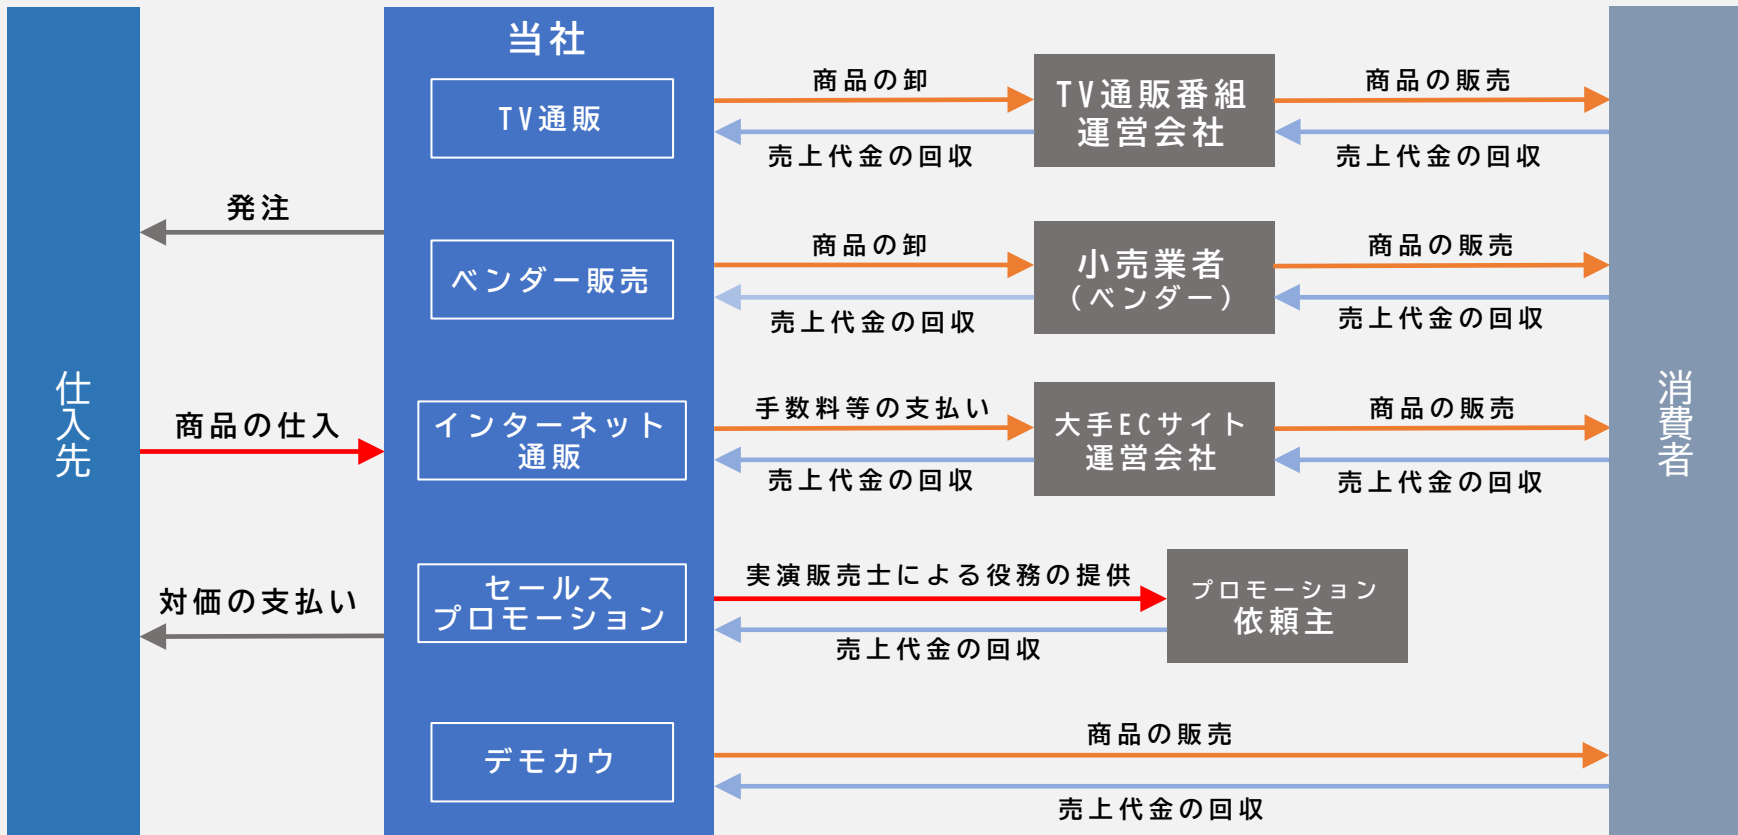 当社
TV通販
商品の卸
売上代金の回収
TV通販番組
運営会社
商品の販売
売上代金の回収
発注
ベンダー販売
商品の卸
売上代金の回収
小売業者
（ベンダー）
商品の販売
売上代金の回収
仕入先
商品の仕入
インターネット
通販
手数料等の支払い
売上代金の回収
大手ECサイト
運営会社
商品の販売
売上代金の回収
消費者
対価の支払い
セールス
プロモーション
実演販売士による役務の提供
売上代金の回収
プロモーション
依頼主
デモカウ
商品の販売
売上代金の回収